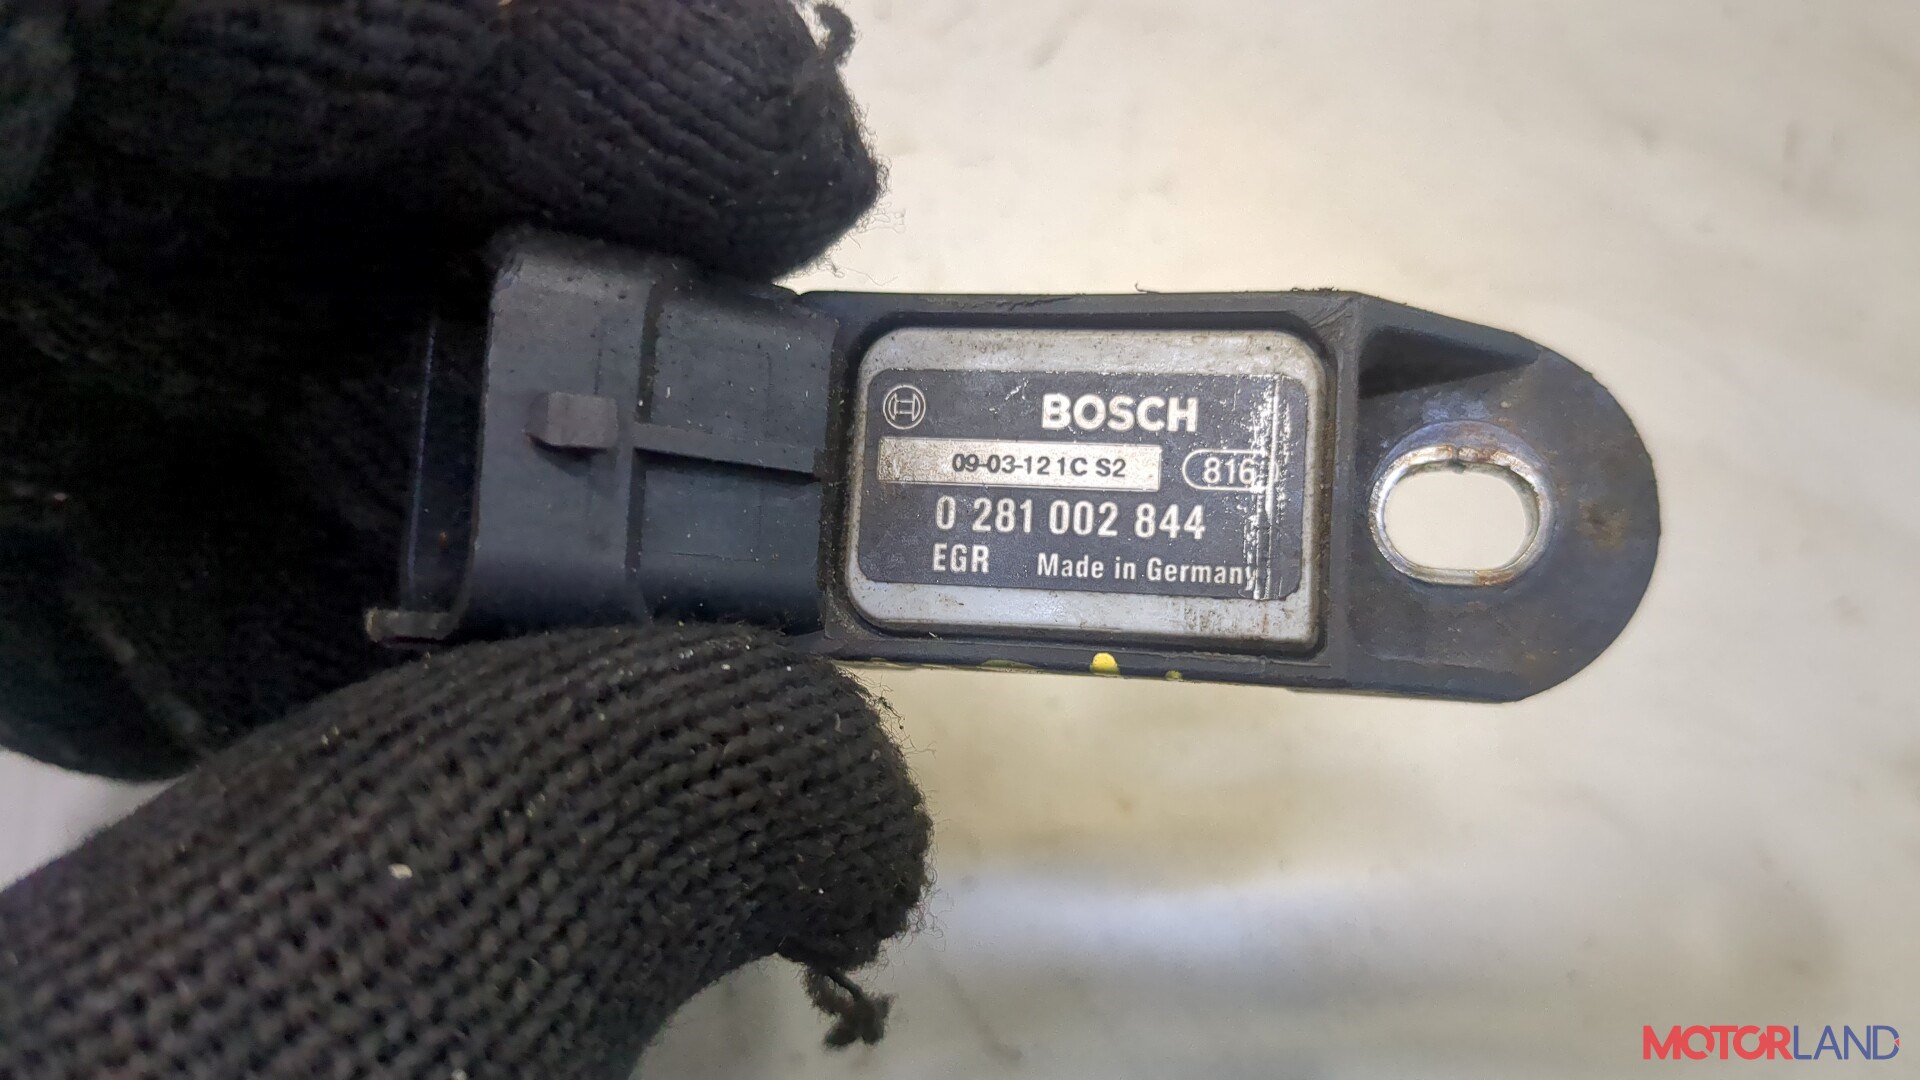 BOSCH
09-03-12 1C S2
816
0 281 002 844
EGR Made in Germany
MOTORLAND